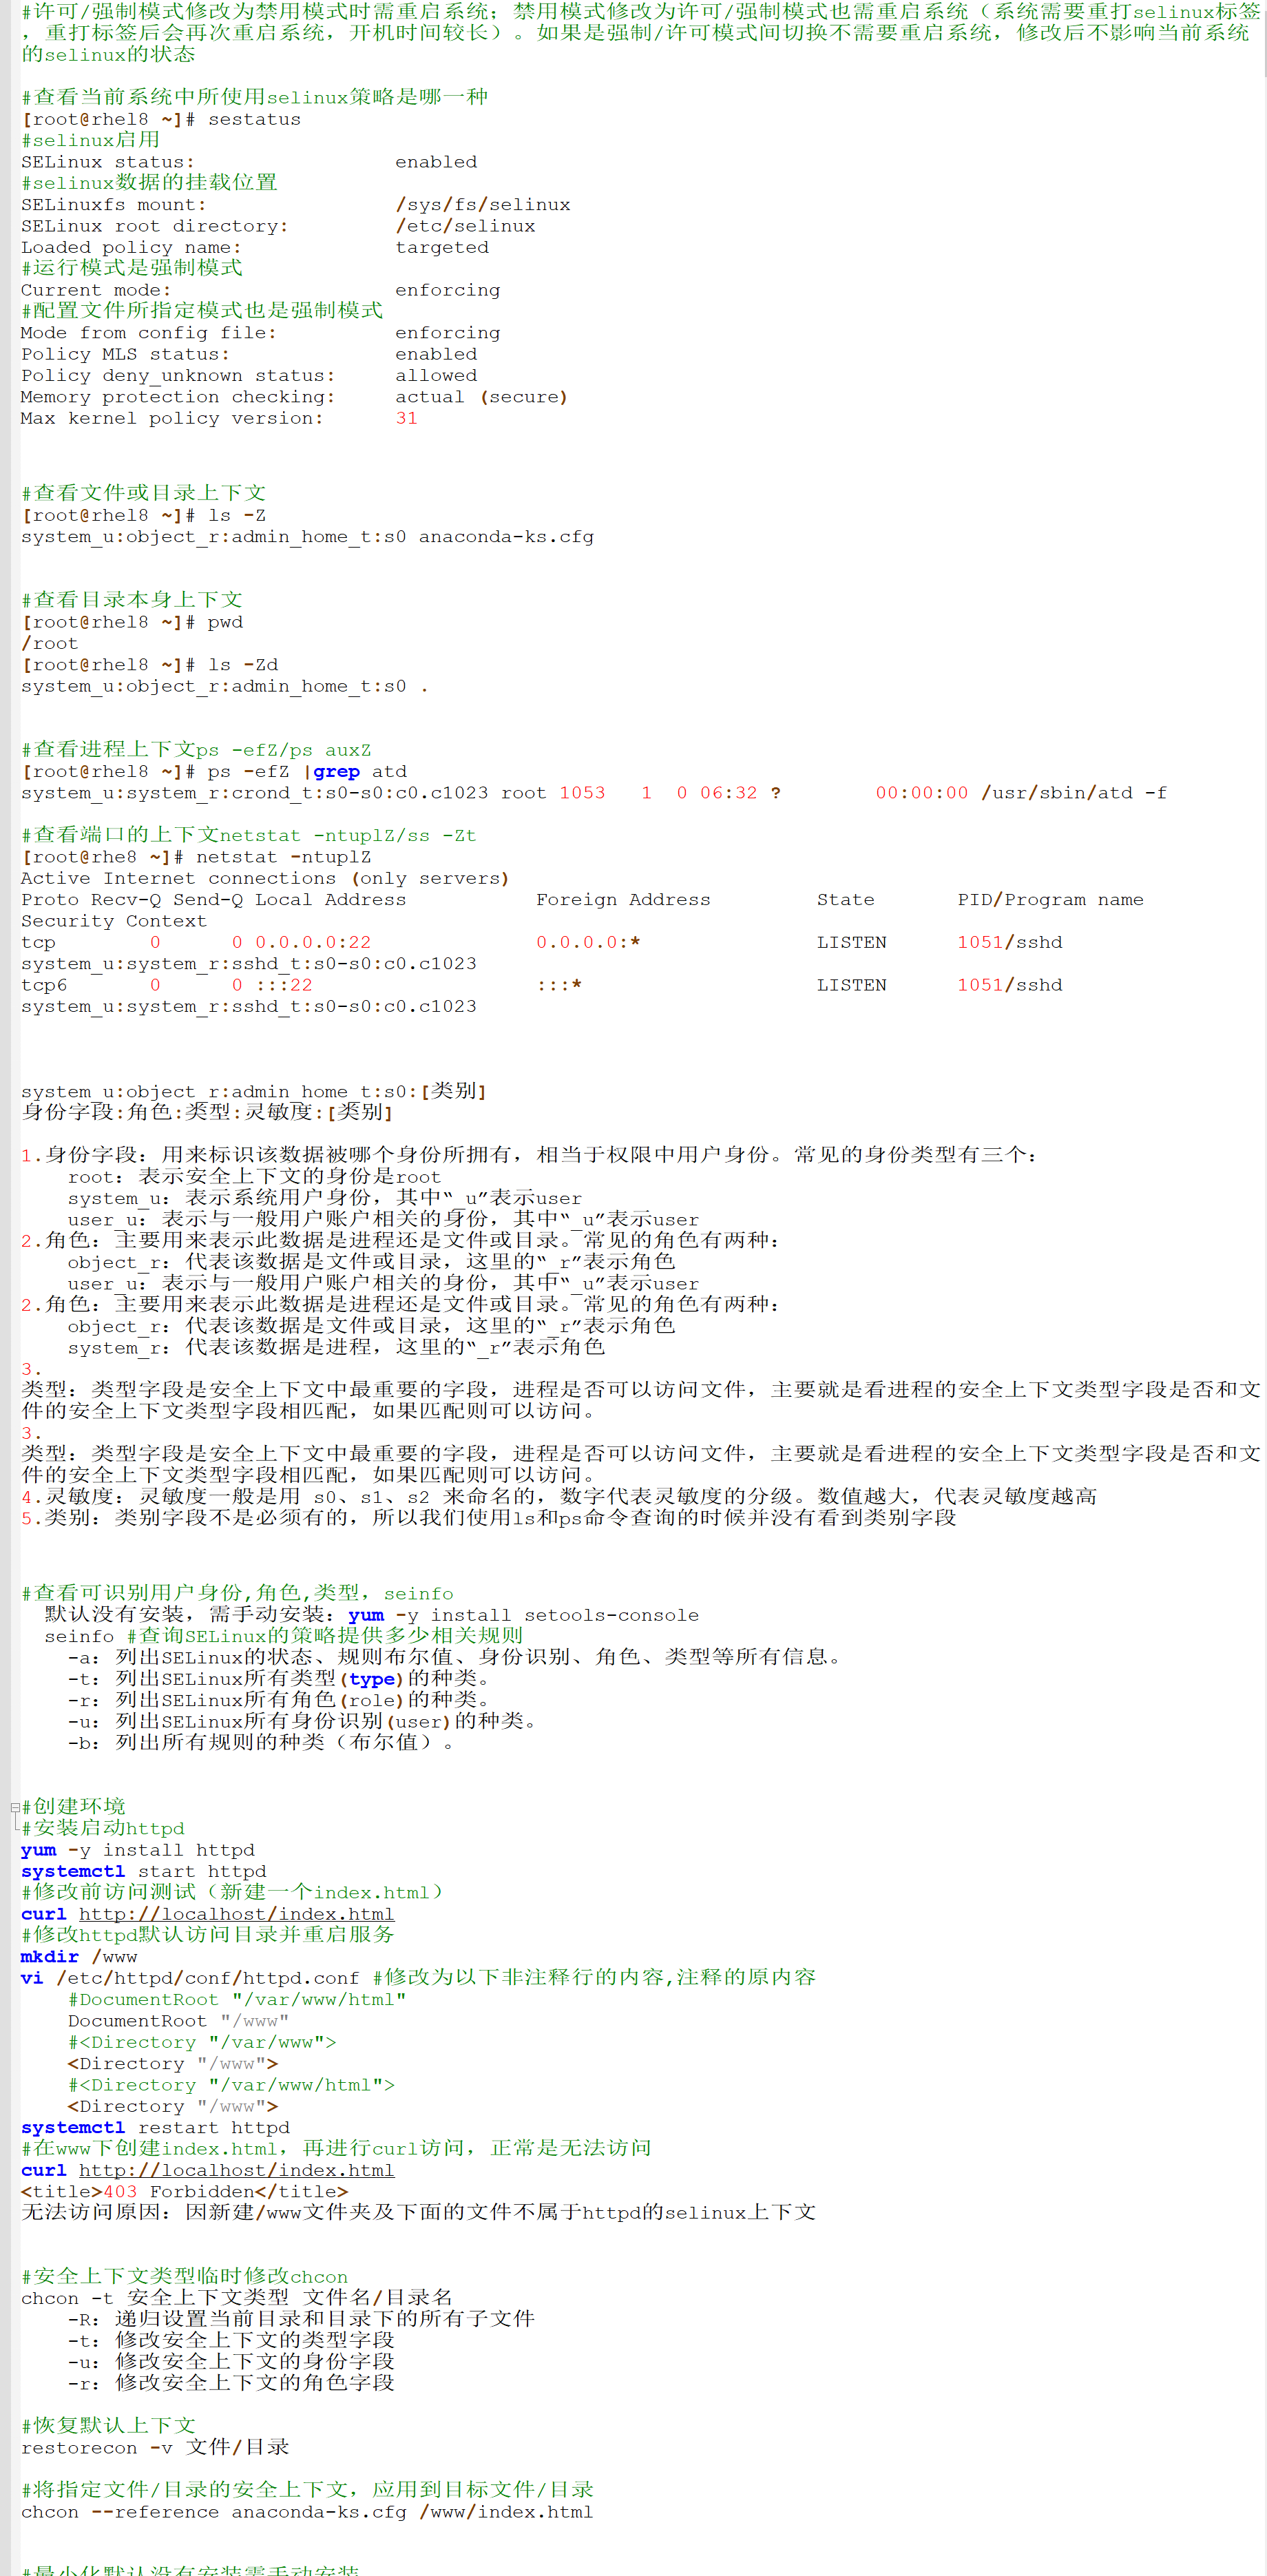 #许可/强制模式修改为禁用模式时需重启系统；禁用模式修改为许可/强制模式也需重启系统（系统需要重打selinux标签
，重打标签后会再次重启系统，开机时间较长）。如果是强制/许可模式间切换不需要重启系统，修改后不影响当前系统
的selinux的状态
#查看当前系统中所使用selinux策略是哪一种
[root@rhel8 ~]# sestatus
#selinux启用
SELinux status:                 enabled
#selinux数据的挂载位置
SELinuxfs mount:                /sys/fs/selinux
SELinux root directory:         /etc/selinux
Loaded policy name:             targeted
#运行模式是强制模式
Current mode:                   enforcing
#配置文件所指定模式也是强制模式
Mode from config file:          enforcing
Policy MLS status:              enabled
Policy deny_unknown status:     allowed
Memory protection checking:     actual (secure)
Max kernel policy version:      31
#查看文件或目录上下文
[root@rhel8 ~]# ls -Z
system_u:object_r:admin_home_t:s0 anaconda-ks.cfg
#查看目录本身上下文
[root@rhel8 ~]# pwd
/root
[root@rhel8 ~]# ls -Zd
system_u:object_r:admin_home_t:s0 .
#查看进程上下文ps -efZ/ps auxZ
[root@rhel8 ~]# ps -efZ |grep atd
system_u:system_r:crond_t:s0-s0:c0.c1023 root 1053   1  0 06:32 ?        00:00:00 /usr/sbin/atd -f
#查看端口的上下文netstat -ntuplZ/ss -Zt
[root@rhe8 ~]# netstat -ntuplZ
Active Internet connections (only servers)
Proto Recv-Q Send-Q Local Address           Foreign Address         State       PID/Program name
Security Context
tcp        0      0 0.0.0.0:22              0.0.0.0:*               LISTEN      1051/sshd
system_u:system_r:sshd_t:s0-s0:c0.c1023
tcp6       0      0 :::22                   :::*                    LISTEN      1051/sshd
system_u:system_r:sshd_t:s0-s0:c0.c1023
system_u:object_r:admin_home_t:s0:[类别]
身份字段:角色:类型:灵敏度:[类别]
1.身份字段：用来标识该数据被哪个身份所拥有，相当于权限中用户身份。常见的身份类型有三个：
    root：表示安全上下文的身份是root
    system_u：表示系统用户身份，其中“_u”表示user
    user_u：表示与一般用户账户相关的身份，其中“_u”表示user
2.角色：主要用来表示此数据是进程还是文件或目录。常见的角色有两种：
    object_r：代表该数据是文件或目录，这里的“_r”表示角色
    user_u：表示与一般用户账户相关的身份，其中“_u”表示user
2.角色：主要用来表示此数据是进程还是文件或目录。常见的角色有两种：
    object_r：代表该数据是文件或目录，这里的“_r”表示角色
    system_r：代表该数据是进程，这里的“_r”表示角色
3.
类型：类型字段是安全上下文中最重要的字段，进程是否可以访问文件，主要就是看进程的安全上下文类型字段是否和文
件的安全上下文类型字段相匹配，如果匹配则可以访问。
3.
类型：类型字段是安全上下文中最重要的字段，进程是否可以访问文件，主要就是看进程的安全上下文类型字段是否和文
件的安全上下文类型字段相匹配，如果匹配则可以访问。
4.灵敏度：灵敏度一般是用 s0、s1、s2 来命名的，数字代表灵敏度的分级。数值越大，代表灵敏度越高
5.类别：类别字段不是必须有的，所以我们使用ls和ps命令查询的时候并没有看到类别字段
#查看可识别用户身份,角色,类型，seinfo
  默认没有安装，需手动安装：yum -y install setools-console
  seinfo #查询SELinux的策略提供多少相关规则
    -a：列出SELinux的状态、规则布尔值、身份识别、角色、类型等所有信息。
    -t：列出SELinux所有类型(type)的种类。
    -r：列出SELinux所有角色(role)的种类。
    -u：列出SELinux所有身份识别(user)的种类。
    -b：列出所有规则的种类（布尔值）。
#创建环境
#安装启动httpd
yum -y install httpd
systemctl start httpd
#修改前访问测试（新建一个index.html）
curl http://localhost/index.html
#修改httpd默认访问目录并重启服务
mkdir /www
vi /etc/httpd/conf/httpd.conf #修改为以下非注释行的内容,注释的原内容
    #DocumentRoot "/var/www/html"
    DocumentRoot "/www"
    #<Directory "/var/www">
    <Directory "/www">
    #<Directory "/var/www/html">
    <Directory "/www">
systemctl restart httpd
#在www下创建index.html，再进行curl访问，正常是无法访问
curl http://localhost/index.html
<title>403 Forbidden</title>
无法访问原因：因新建/www文件夹及下面的文件不属于httpd的selinux上下文
#安全上下文类型临时修改chcon
chcon -t 安全上下文类型 文件名/目录名
    -R：递归设置当前目录和目录下的所有子文件
    -t：修改安全上下文的类型字段
    -u：修改安全上下文的身份字段
    -r：修改安全上下文的角色字段
#恢复默认上下文
restorecon -v 文件/目录
#将指定文件/目录的安全上下文，应用到目标文件/目录
chcon --reference anaconda-ks.cfg /www/index.html
#最小化默认没有安装需手动安装